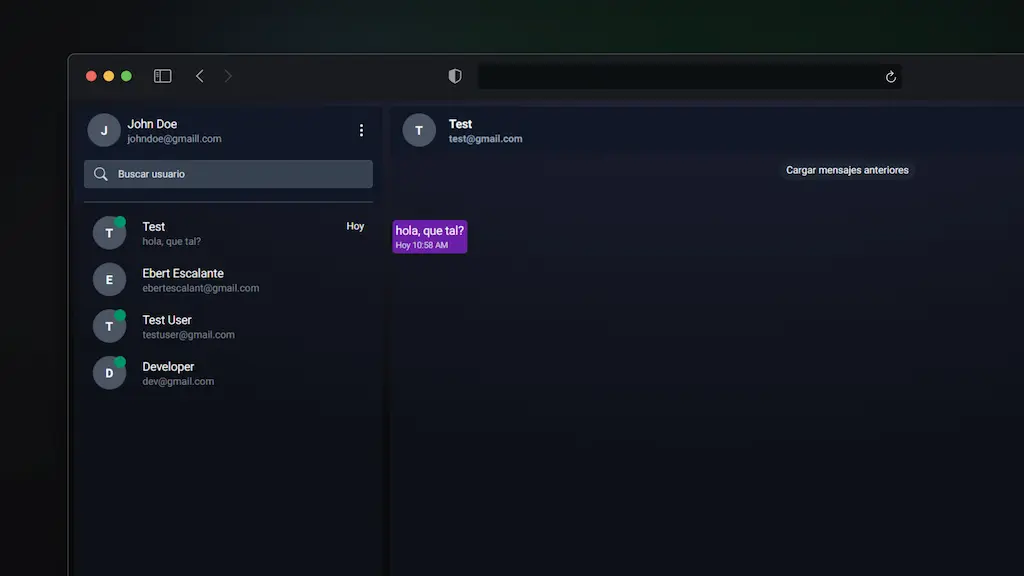 J
John Doe
johndoe@gmaill.com
Buscar usuario
T
Test
Hoy
hola, que tal?
E
Ebert Escalante
ebertescalant@gmail.com
T
Test User
testuser@gmail.com
D
Developer
dev@gmail.com
T
Test
test@gmail.com
Cargar mensajes anteriores
hola, que tal?
Hoy 10:58 AM